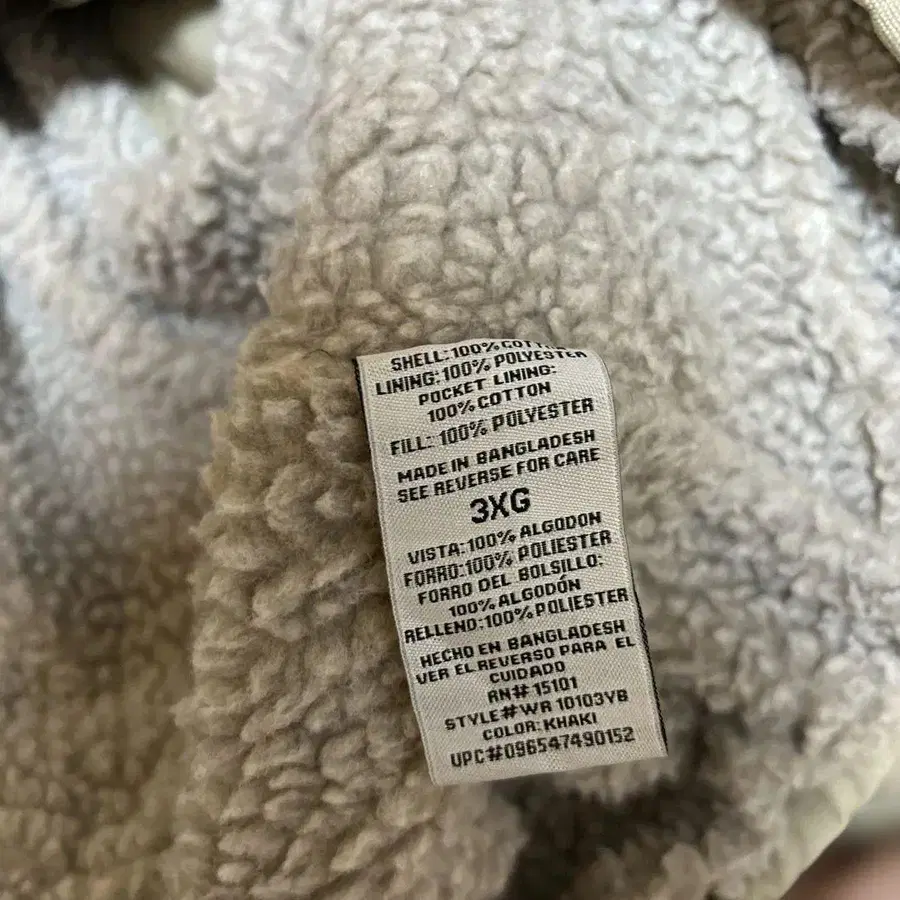 SHELL: 100% COTTON
LINING: 100% POLYESTER
POCKET LINING:
100% COTTON
FILL: 100% POLYESTER
MADE IN BANGLADESH
SEE REVERSE FOR CARE
3XG
VISTA: 100% ALGODON
FORRO: 100% POLIESTER
FORRO DEL BOLSILLO:
100% ALGODÓN
RELLENO: 100% POLIESTER
HECHO EN BANGLADESH
VER EL REVERSO PARA EL
CUIDADO
RN# 15101
STYLE# WR 10103YB
COLOR: KHAKI
UPC# 096547490152